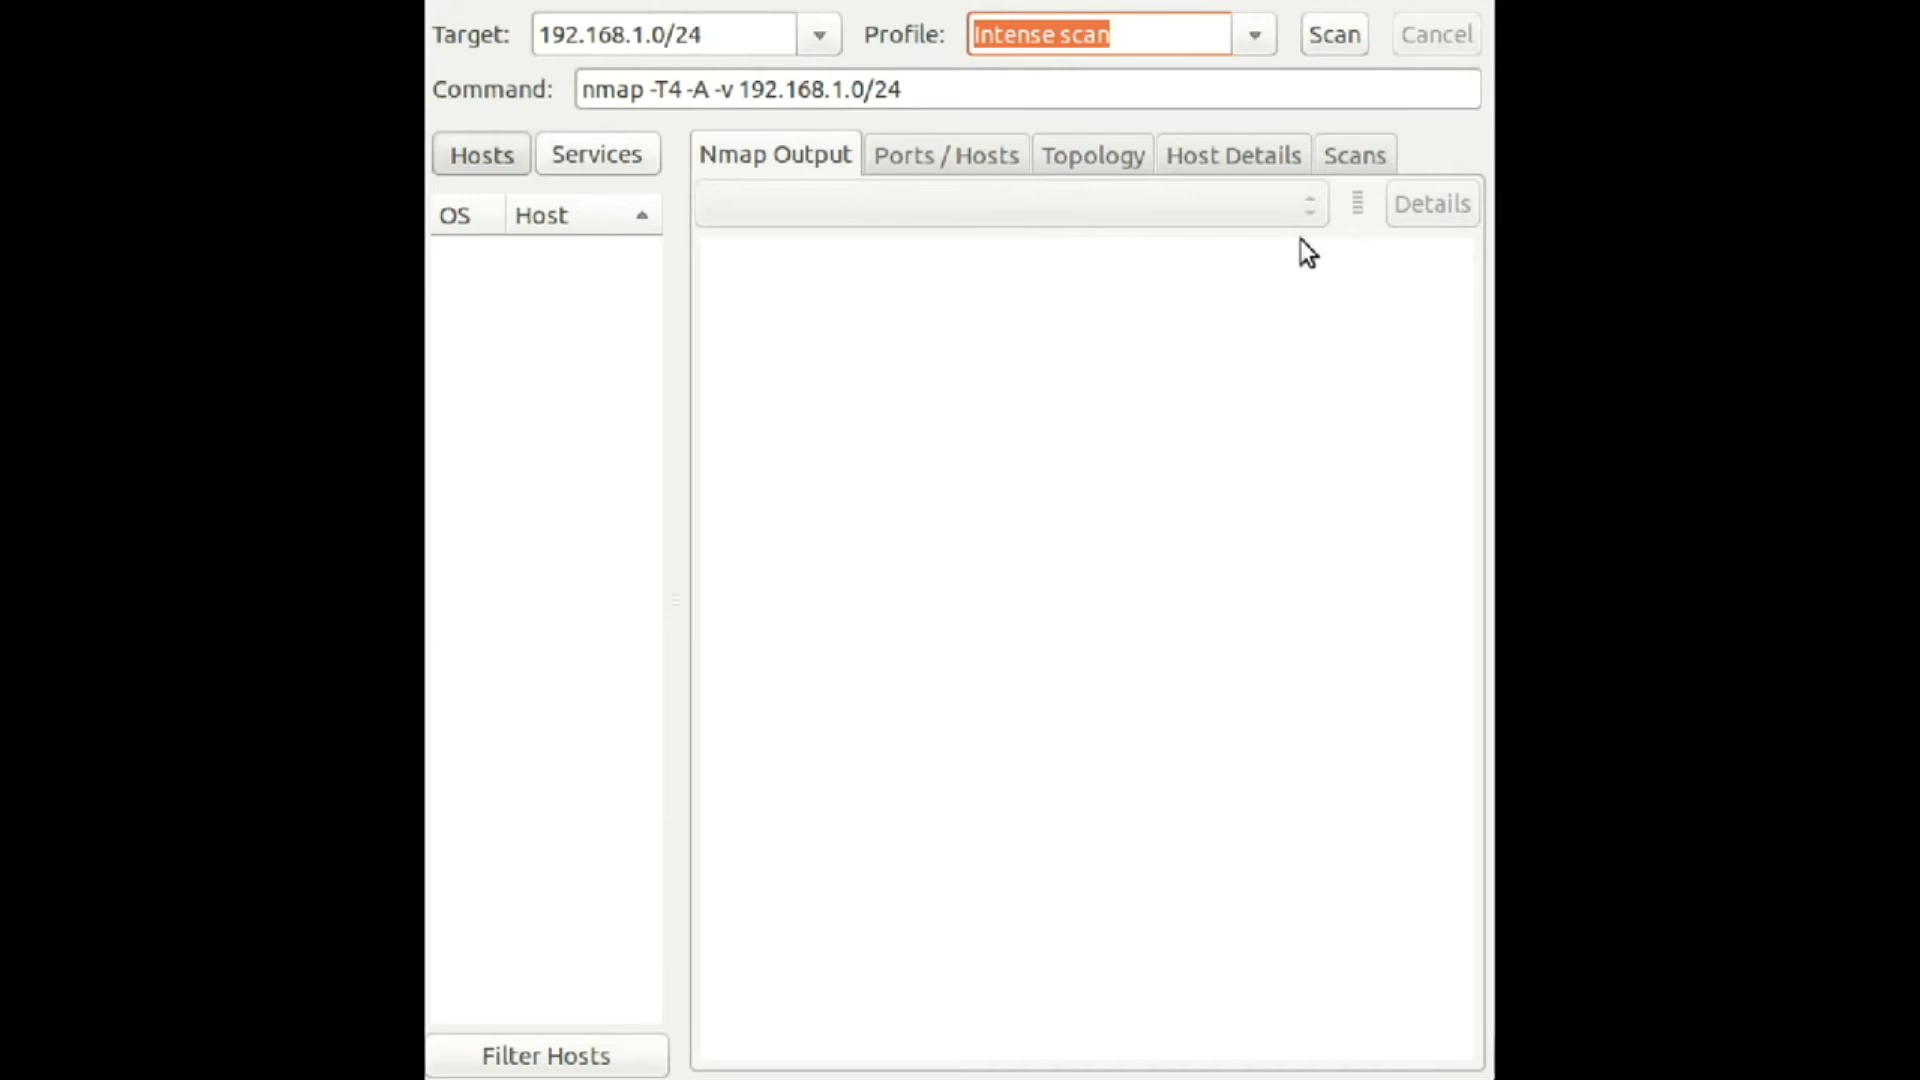 Target: 192.168.1.0/24 Profile: Intense scan Scan Cancel
Command: nmap -T4 -A -v 192.168.1.0/24
Hosts Services Nmap Output Ports / Hosts Topology Host Details Scans
Details
OS Host
Filter Hosts